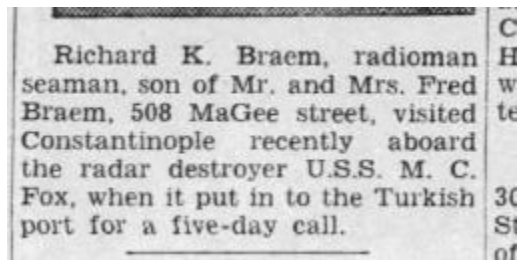 Richard K. Braem, radioman
seaman, son of Mr. and Mrs. Fred
Braem, 508 MaGee street, visited
Constantinople recently aboard
the radar destroyer U.S.S. M. C.
Fox, when it put in to the Turkish
port for a five-day call.